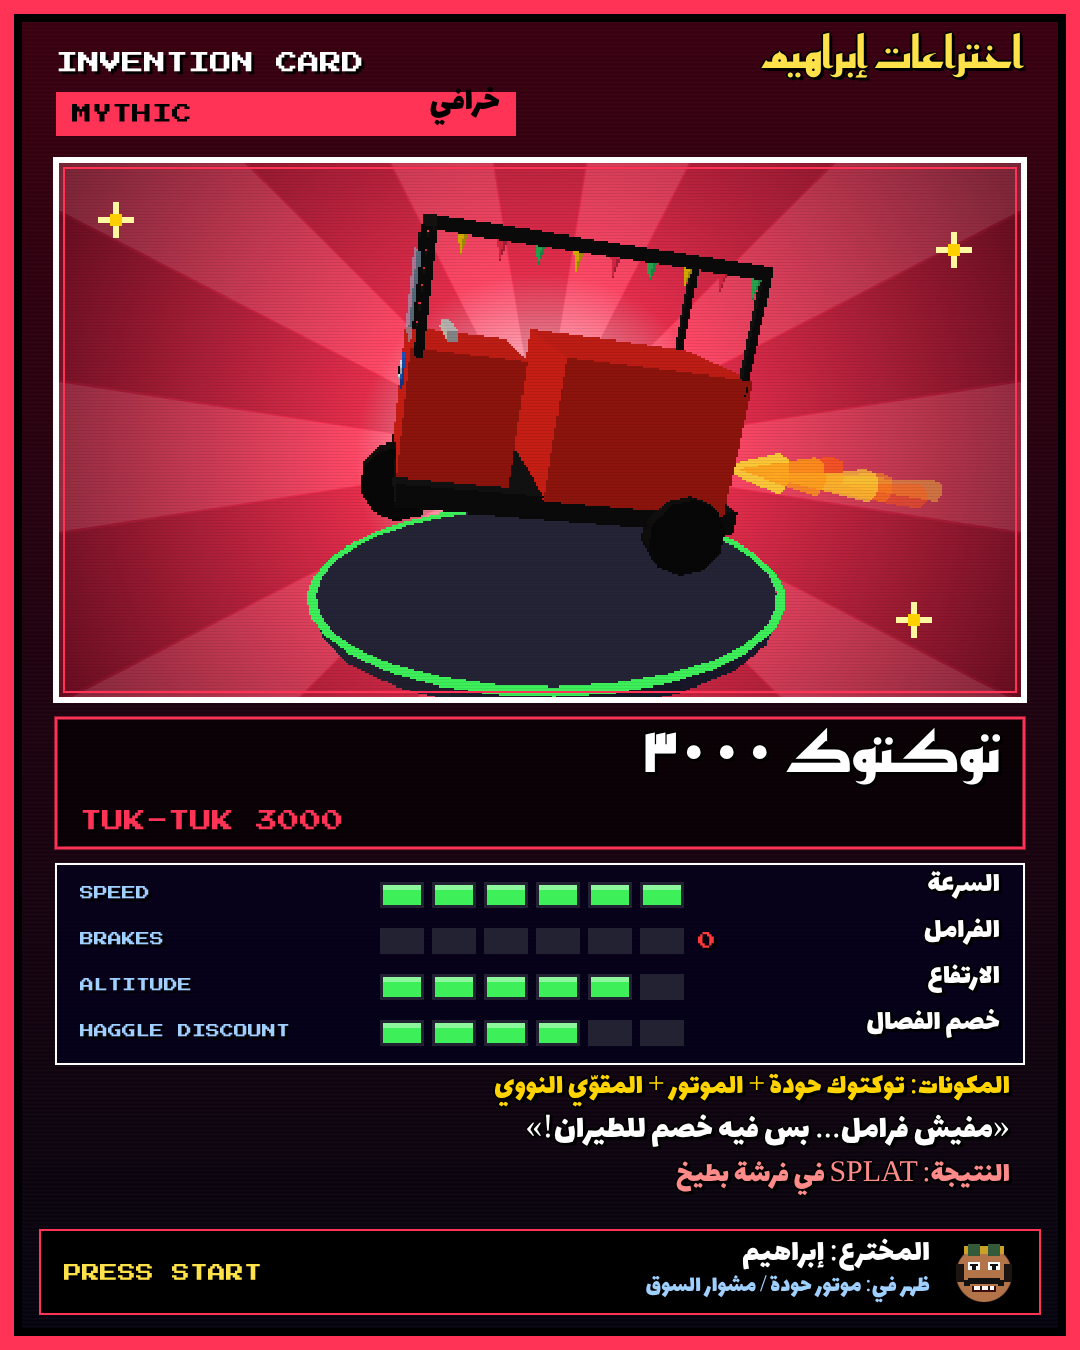 INVENTION CARD
اختراعات إبراهيم
MYTHIC
خرافي
توكتوك ٣٠٠٠
TUK-TUK 3000
SPEED
السرعة
BRAKES
0
الفرامل
ALTITUDE
الارتفاع
HAGGLE DISCOUNT
خصم الفصال
المكونات: توكتوك حودة + الموتور + المقوّي النووي
«مفيش فرامل... بس فيه خصم للطيران!»
النتيجة: SPLAT في فرشة بطيخ
المخترع: إبراهيم
ظهر في: موتور حودة / مشوار السوق
PRESS START